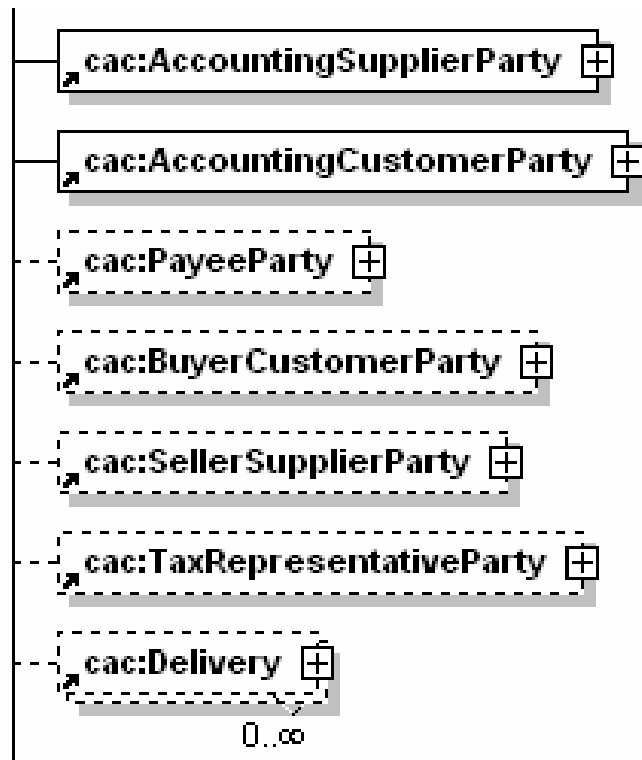 cac:AccountingSupplierParty
cac:AccountingCustomerParty
cac:PayeeParty
cac:BuyerCustomerParty
cac:SellerSupplierParty
cac:TaxRepresentativeParty
cac:Delivery
0..∞